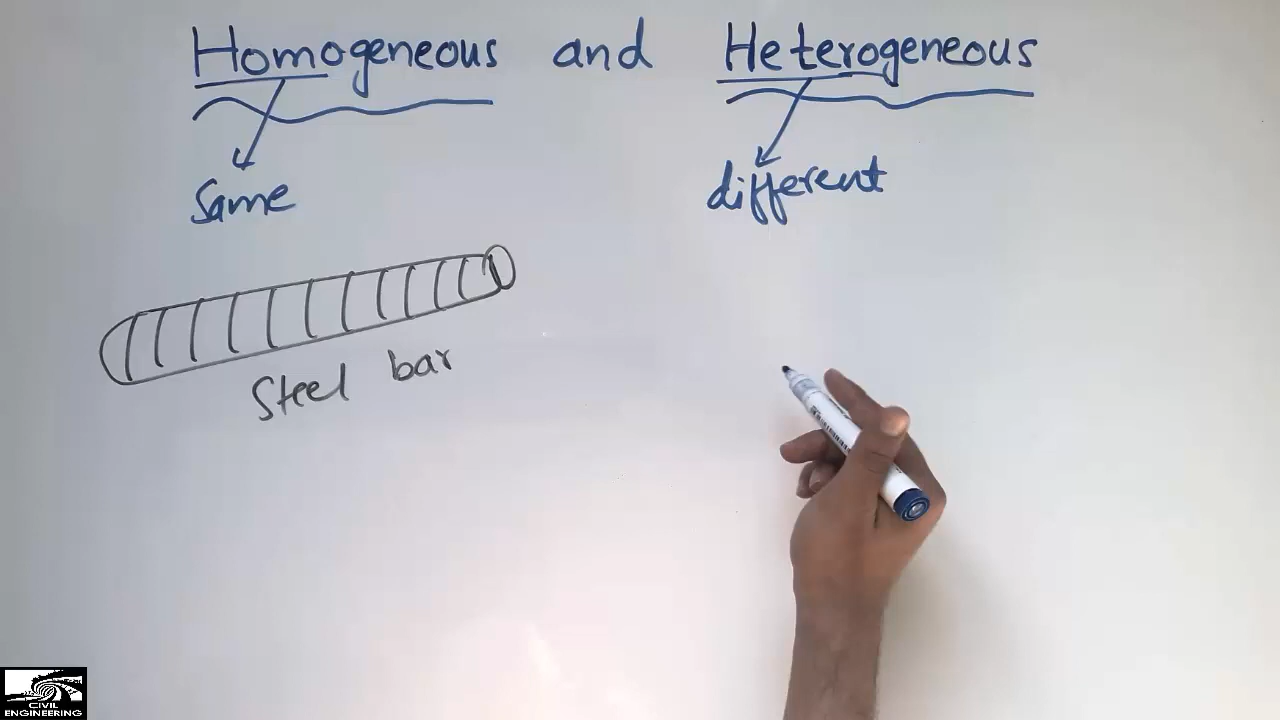 Homogeneous and Heterogeneous
Same
different
Steel bar
CIVIL
ENGINEERING